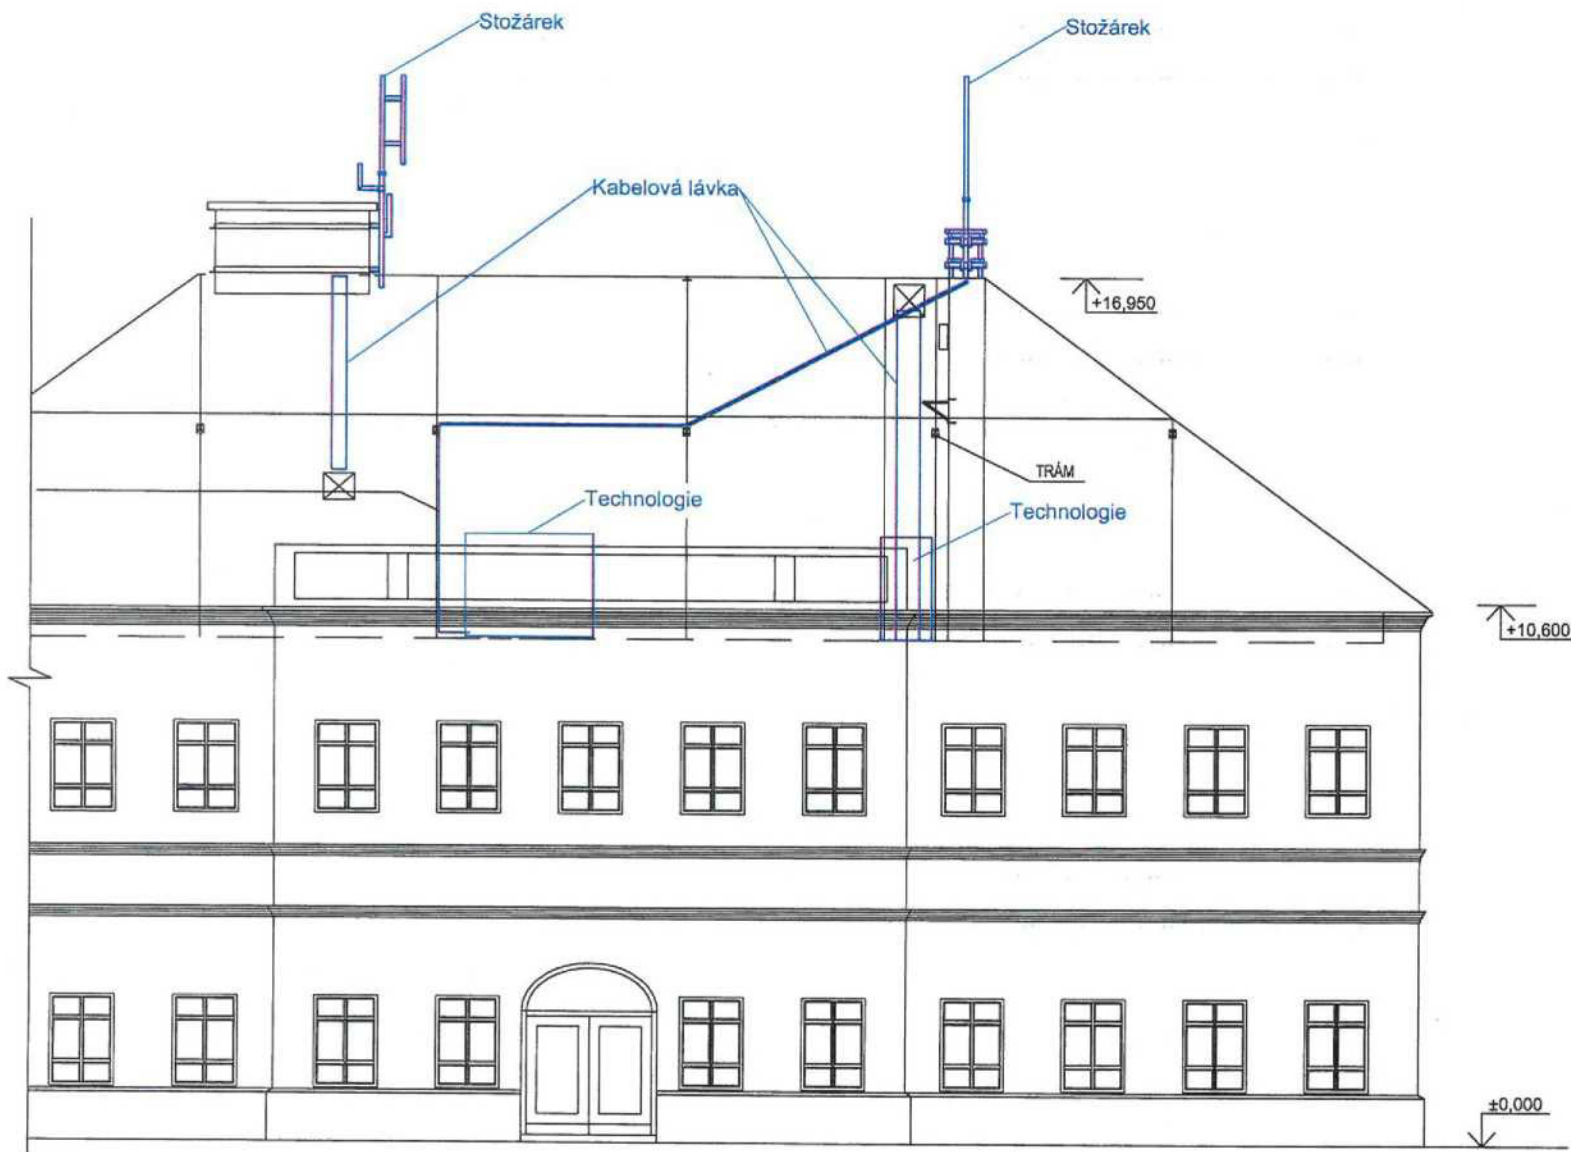 Stožárek
Stožárek
Kabelová lávka
+16,950
TRÁM
Technologie
Technologie
+10,600
±0,000